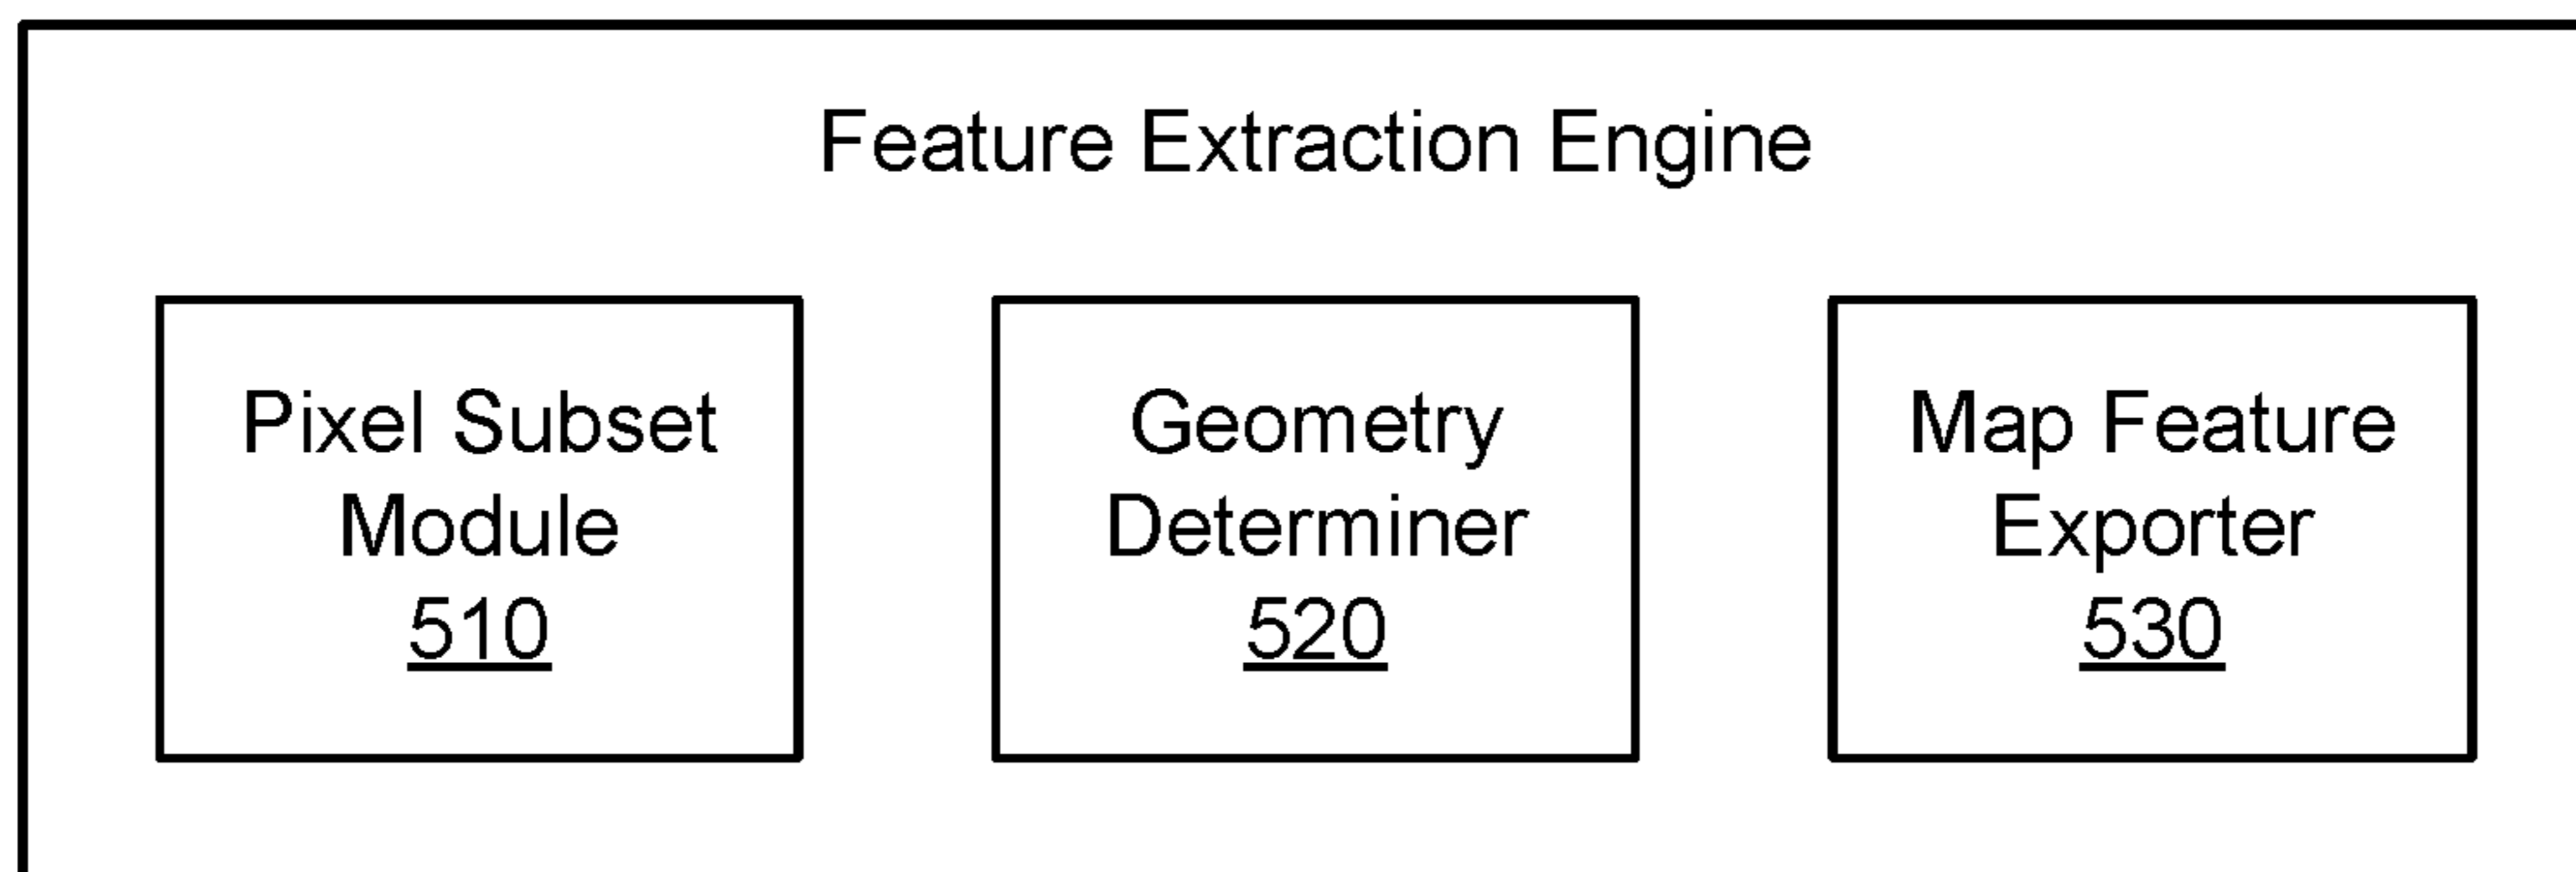 Feature Extraction Engine
Pixel Subset
Module
510
Geometry
Determiner
520
Map Feature
Exporter
530